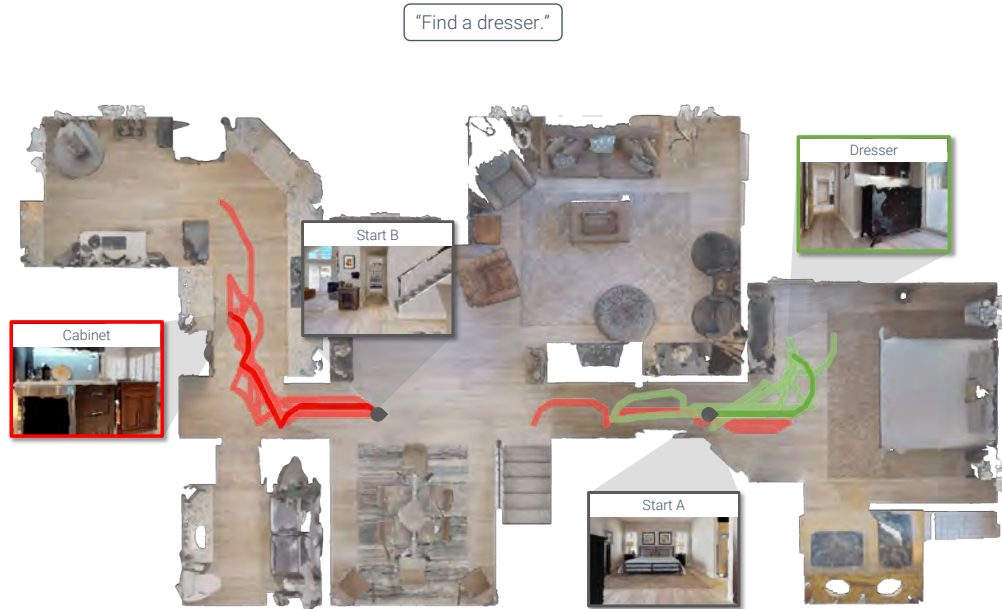 “Find a dresser.”
Dresser
Start B
Cabinet
Start A